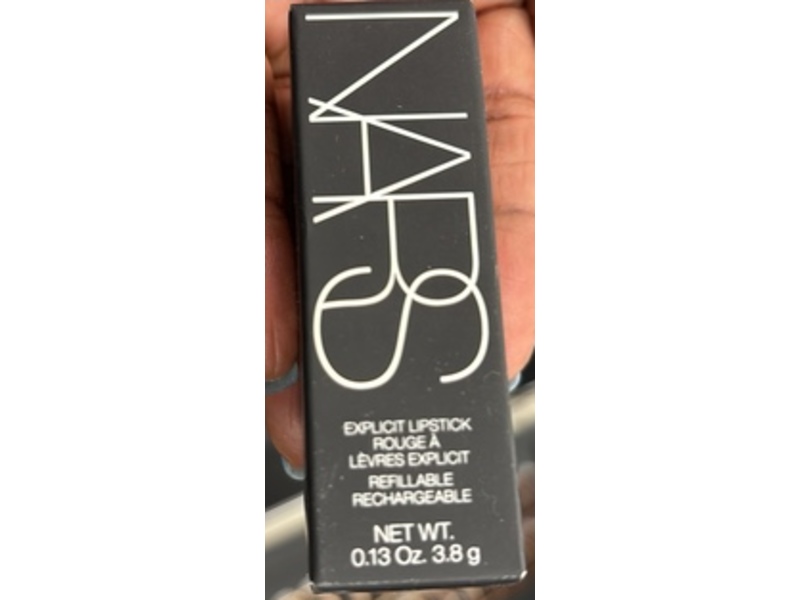 NARS
EXPLICIT LIPSTICK
ROUGE À
LÈVRES EXPLICIT
REFILLABLE
RECHARGEABLE
NET WT.
0.13 Oz. 3.8 g